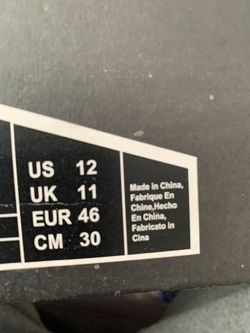 US 12
UK 11
EUR 46
CM 30
Made in China,
Fabrique En
Chine,Hecho
En China,
Fabricato in
Cina